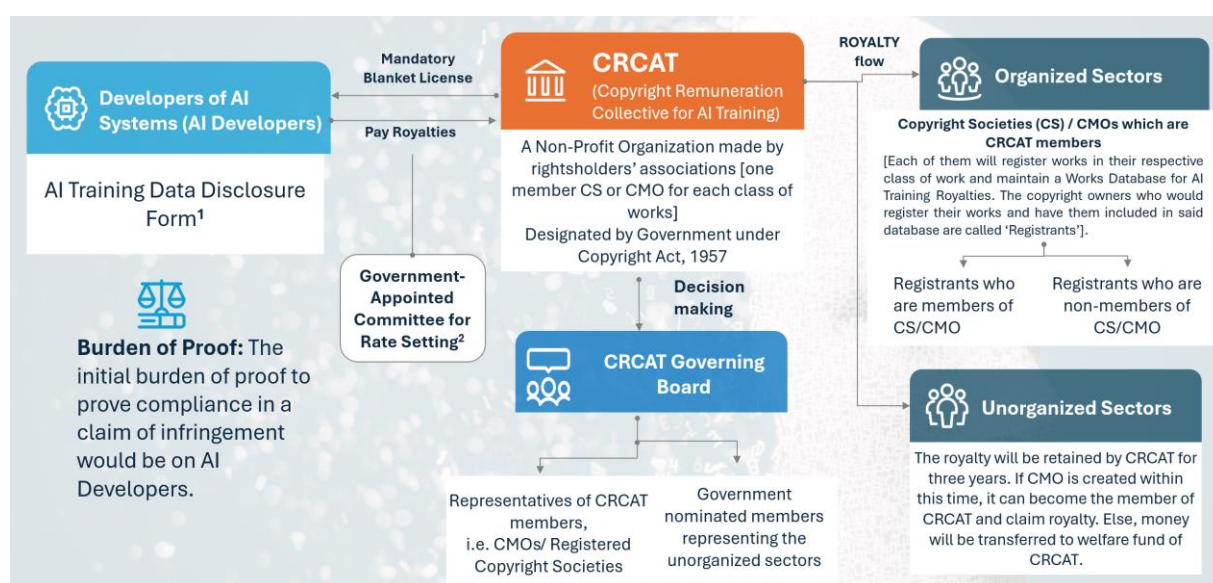 Developers of AI
Systems (AI Developers)
AI Training Data Disclosure
Form¹
Mandatory
Blanket License
Pay Royalties
Government-
Appointed
Committee for
Rate Setting²
Burden of Proof: The
initial burden of proof to
prove compliance in a
claim of infringement
would be on AI
Developers.
CRCAT
(Copyright Remuneration
Collective for AI Training)
A Non-Profit Organization made by
rightsholders’ associations [one
member CS or CMO for each class of
works]
Designated by Government under
Copyright Act, 1957
Decision
making
CRCAT Governing
Board
Representatives of CRCAT
members,
i.e. CMOs/ Registered
Copyright Societies
Government
nominated members
representing the
unorganized sectors
ROYALTY
flow
Organized Sectors
Copyright Societies (CS) / CMOs which are
CRCAT members
[Each of them will register works in their respective
class of work and maintain a Works Database for AI
Training Royalties. The copyright owners who would
register their works and have them included in said
database are called ‘Registrants’].
Registrants who
are members of
CS/CMO
Registrants who are
non-members of
CS/CMO
Unorganized Sectors
The royalty will be retained by CRCAT for
three years. If CMO is created within
this time, it can become the member of
CRCAT and claim royalty. Else, money
will be transferred to welfare fund of
CRCAT.